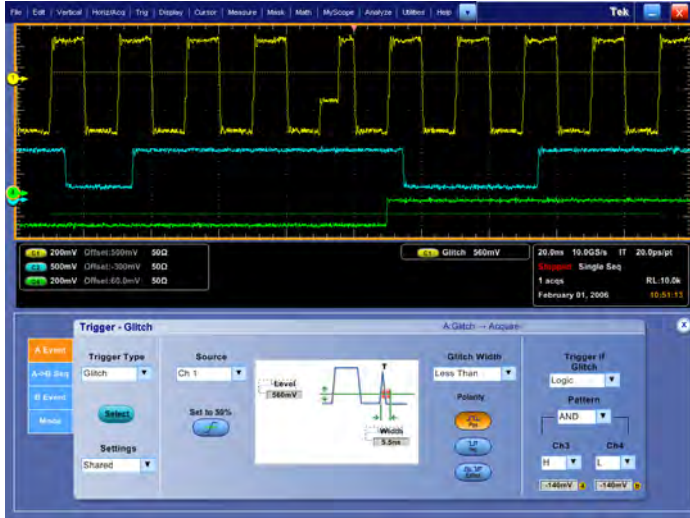 File | Edit | Vertical | Horiz/Acq | Trig | Display | Cursor | Measure | Mask | Math | MyScope | Analyze | Utilities | Help
Tek
C1 200mV Offset:500mV 50Ω
500mV Offset:-300mV 50Ω
200mV Offset:60.0mV 50Ω
C1 Glitch 560mV
20.0ns 10.0GS/s IT 20.0ps/pt
Stopped Single Seq
1 acqs RL:10.0k
February 01, 2006 10:51:13
Trigger - Glitch
A:Glitch → Acquire
A Event
A->B Seq
B Event
Mode
Trigger Type
Glitch
Select
Settings
Shared
Source
Ch 1
Set to 50%
Level
560mV
T
Width
5.5ns
Glitch Width
Less Than
Polarity
Pos
Neg
Either
Trigger if
Glitch
Logic
Pattern
AND
Ch3 Ch4
H L
-140mV -140mV